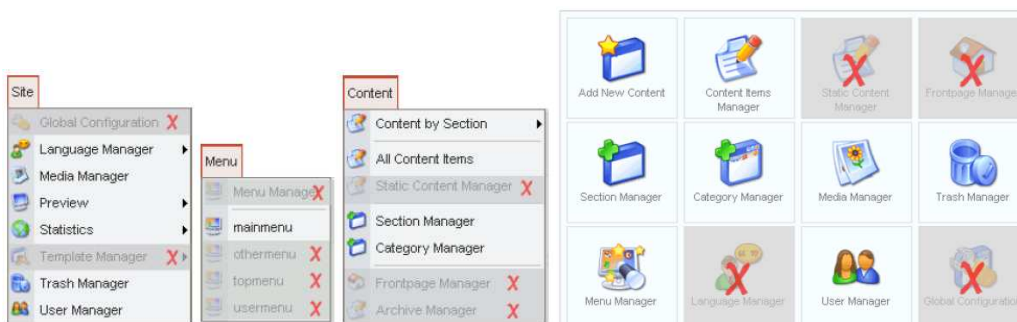 Site
Global Configuration
Language Manager
Media Manager
Preview
Statistics
Template Manager
Trash Manager
User Manager
Menu
Menu Manager
mainmenu
othermenu
topmenu
usermenu
Content
Content by Section
All Content Items
Static Content Manager
Section Manager
Category Manager
Frontpage Manager
Archive Manager
Add New Content
Content Items
Manager
Static Content
Manager
Frontpage Manage
Section Manager
Category Manager
Media Manager
Trash Manager
Menu Manager
Language Manager
User Manager
Global Configuration